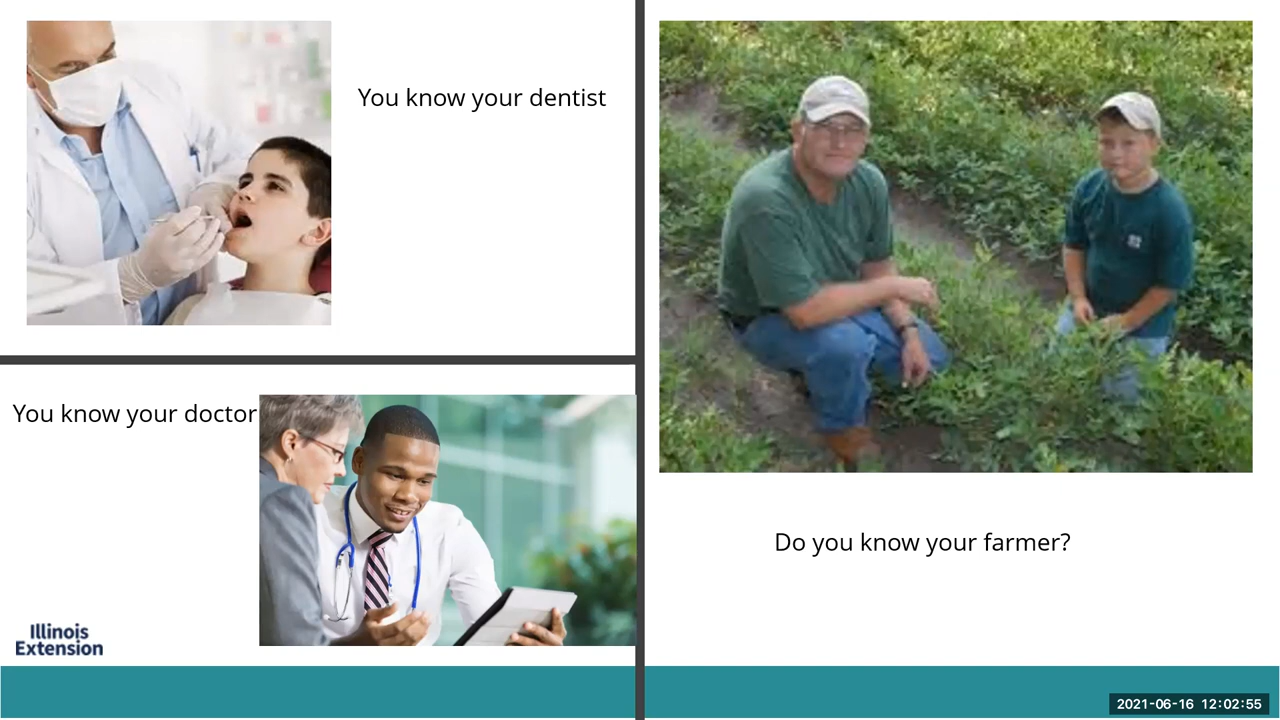 You know your dentist
You know your doctor
Illinois
Extension
Do you know your farmer?
2021-06-16 12:02:55